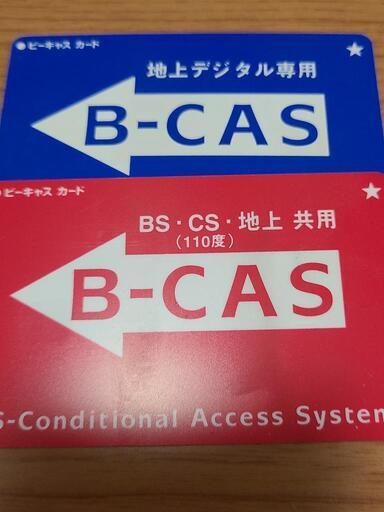 ビーキャス カード
地上デジタル専用
B-CAS
ビーキャス カード
BS・CS・地上 共用
(110度)
B-CAS
S-Conditional Access System